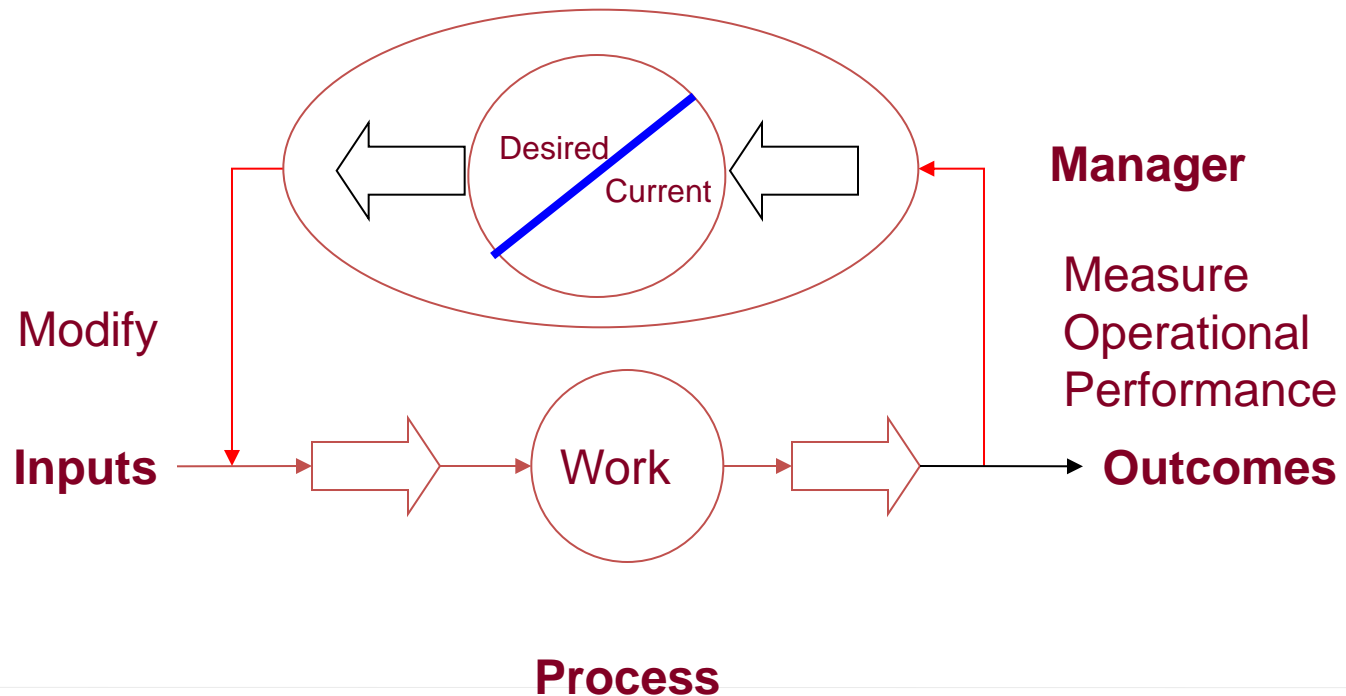 Desired
Current
Manager
Measure
Operational
Performance
Modify
Inputs
Work
Outcomes
Process